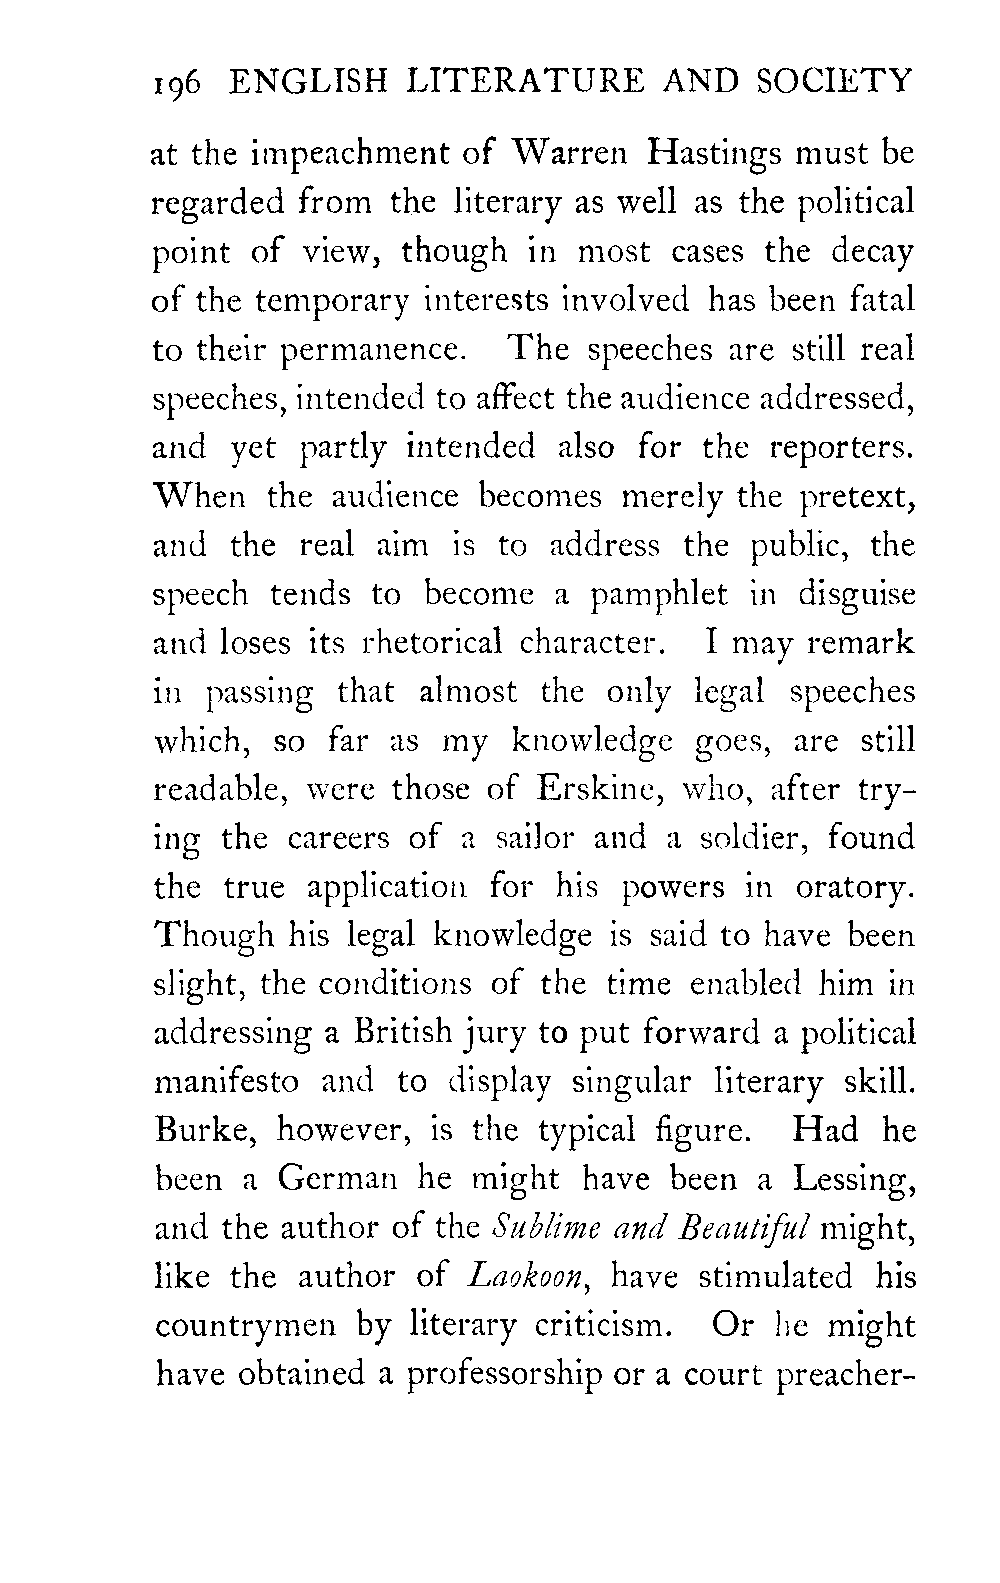 196 ENGLISH LITERATURE AND SOCIETY
at the impeachment of Warren Hastings must be
regarded from the literary as well as the political
point of view, though in most cases the decay
of the temporary interests involved has been fatal
to their permanence. The speeches are still real
speeches, intended to affect the audience addressed,
and yet partly intended also for the reporters.
When the audience becomes merely the pretext,
and the real aim is to address the public, the
speech tends to become a pamphlet in disguise
and loses its rhetorical character. I may remark
in passing that almost the only legal speeches
which, so far as my knowledge goes, are still
readable, were those of Erskine, who, after try-
ing the careers of a sailor and a soldier, found
the true application for his powers in oratory.
Though his legal knowledge is said to have been
slight, the conditions of the time enabled him in
addressing a British jury to put forward a political
manifesto and to display singular literary skill.
Burke, however, is the typical figure. Had he
been a German he might have been a Lessing,
and the author of the Sublime and Beautiful might,
like the author of Laokoon, have stimulated his
countrymen by literary criticism. Or he might
have obtained a professorship or a court preacher-